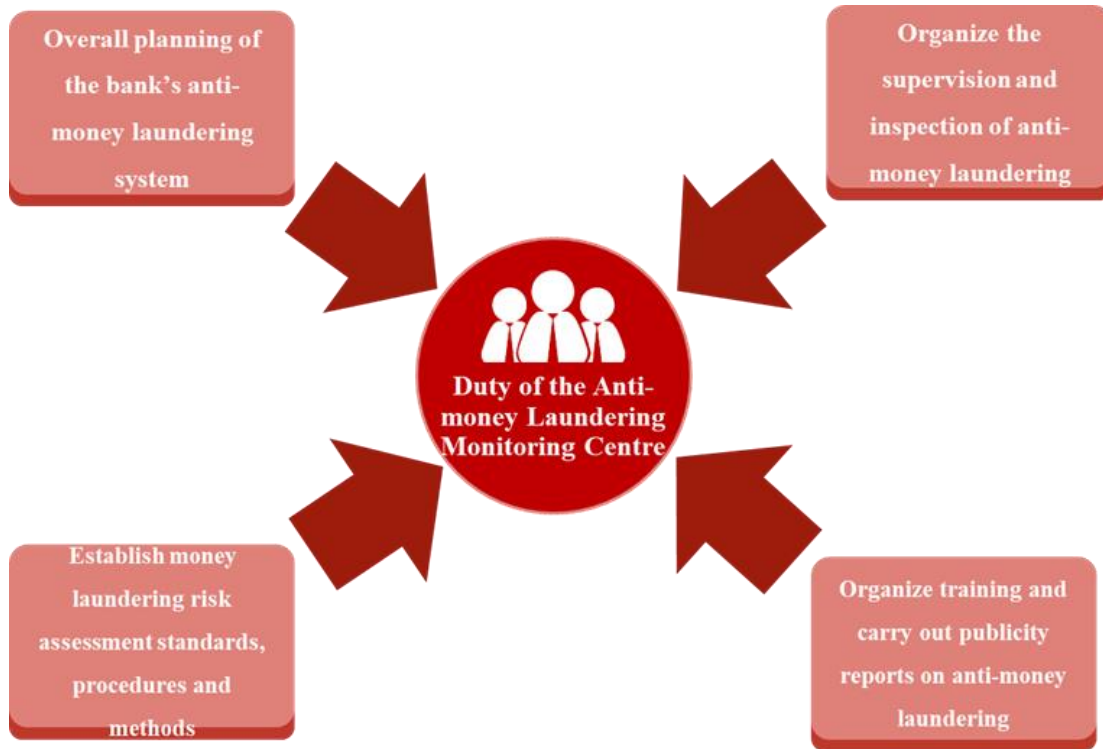 Overall planning of
the bank’s anti-
money laundering
system
Organize the
supervision and
inspection of anti-
money laundering
Duty of the Anti-
money Laundering
Monitoring Centre
Establish money
laundering risk
assessment standards,
procedures and
methods
Organize training and
carry out publicity
reports on anti-money
laundering